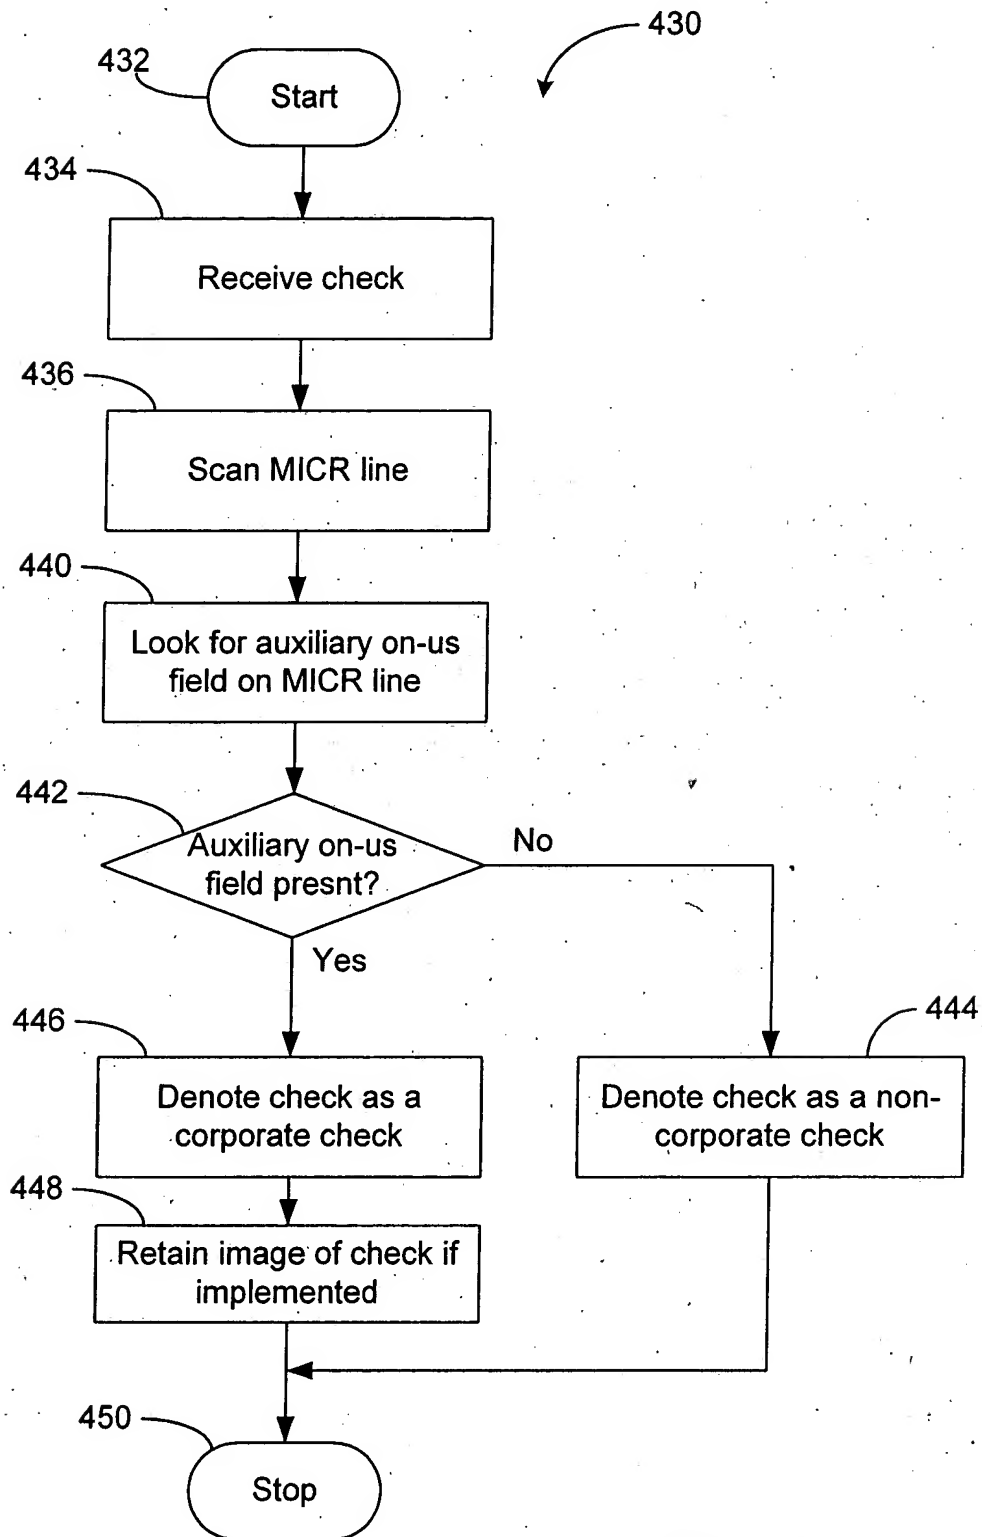 430
432
Start
434
Receive check
436
Scan MICR line
440
Look for auxiliary on-us
field on MICR line
442
Auxiliary on-us
field presnt?
No
Yes
446
Denote check as a
corporate check
444
Denote check as a non-
corporate check
448
Retain image of check if
implemented
450
Stop